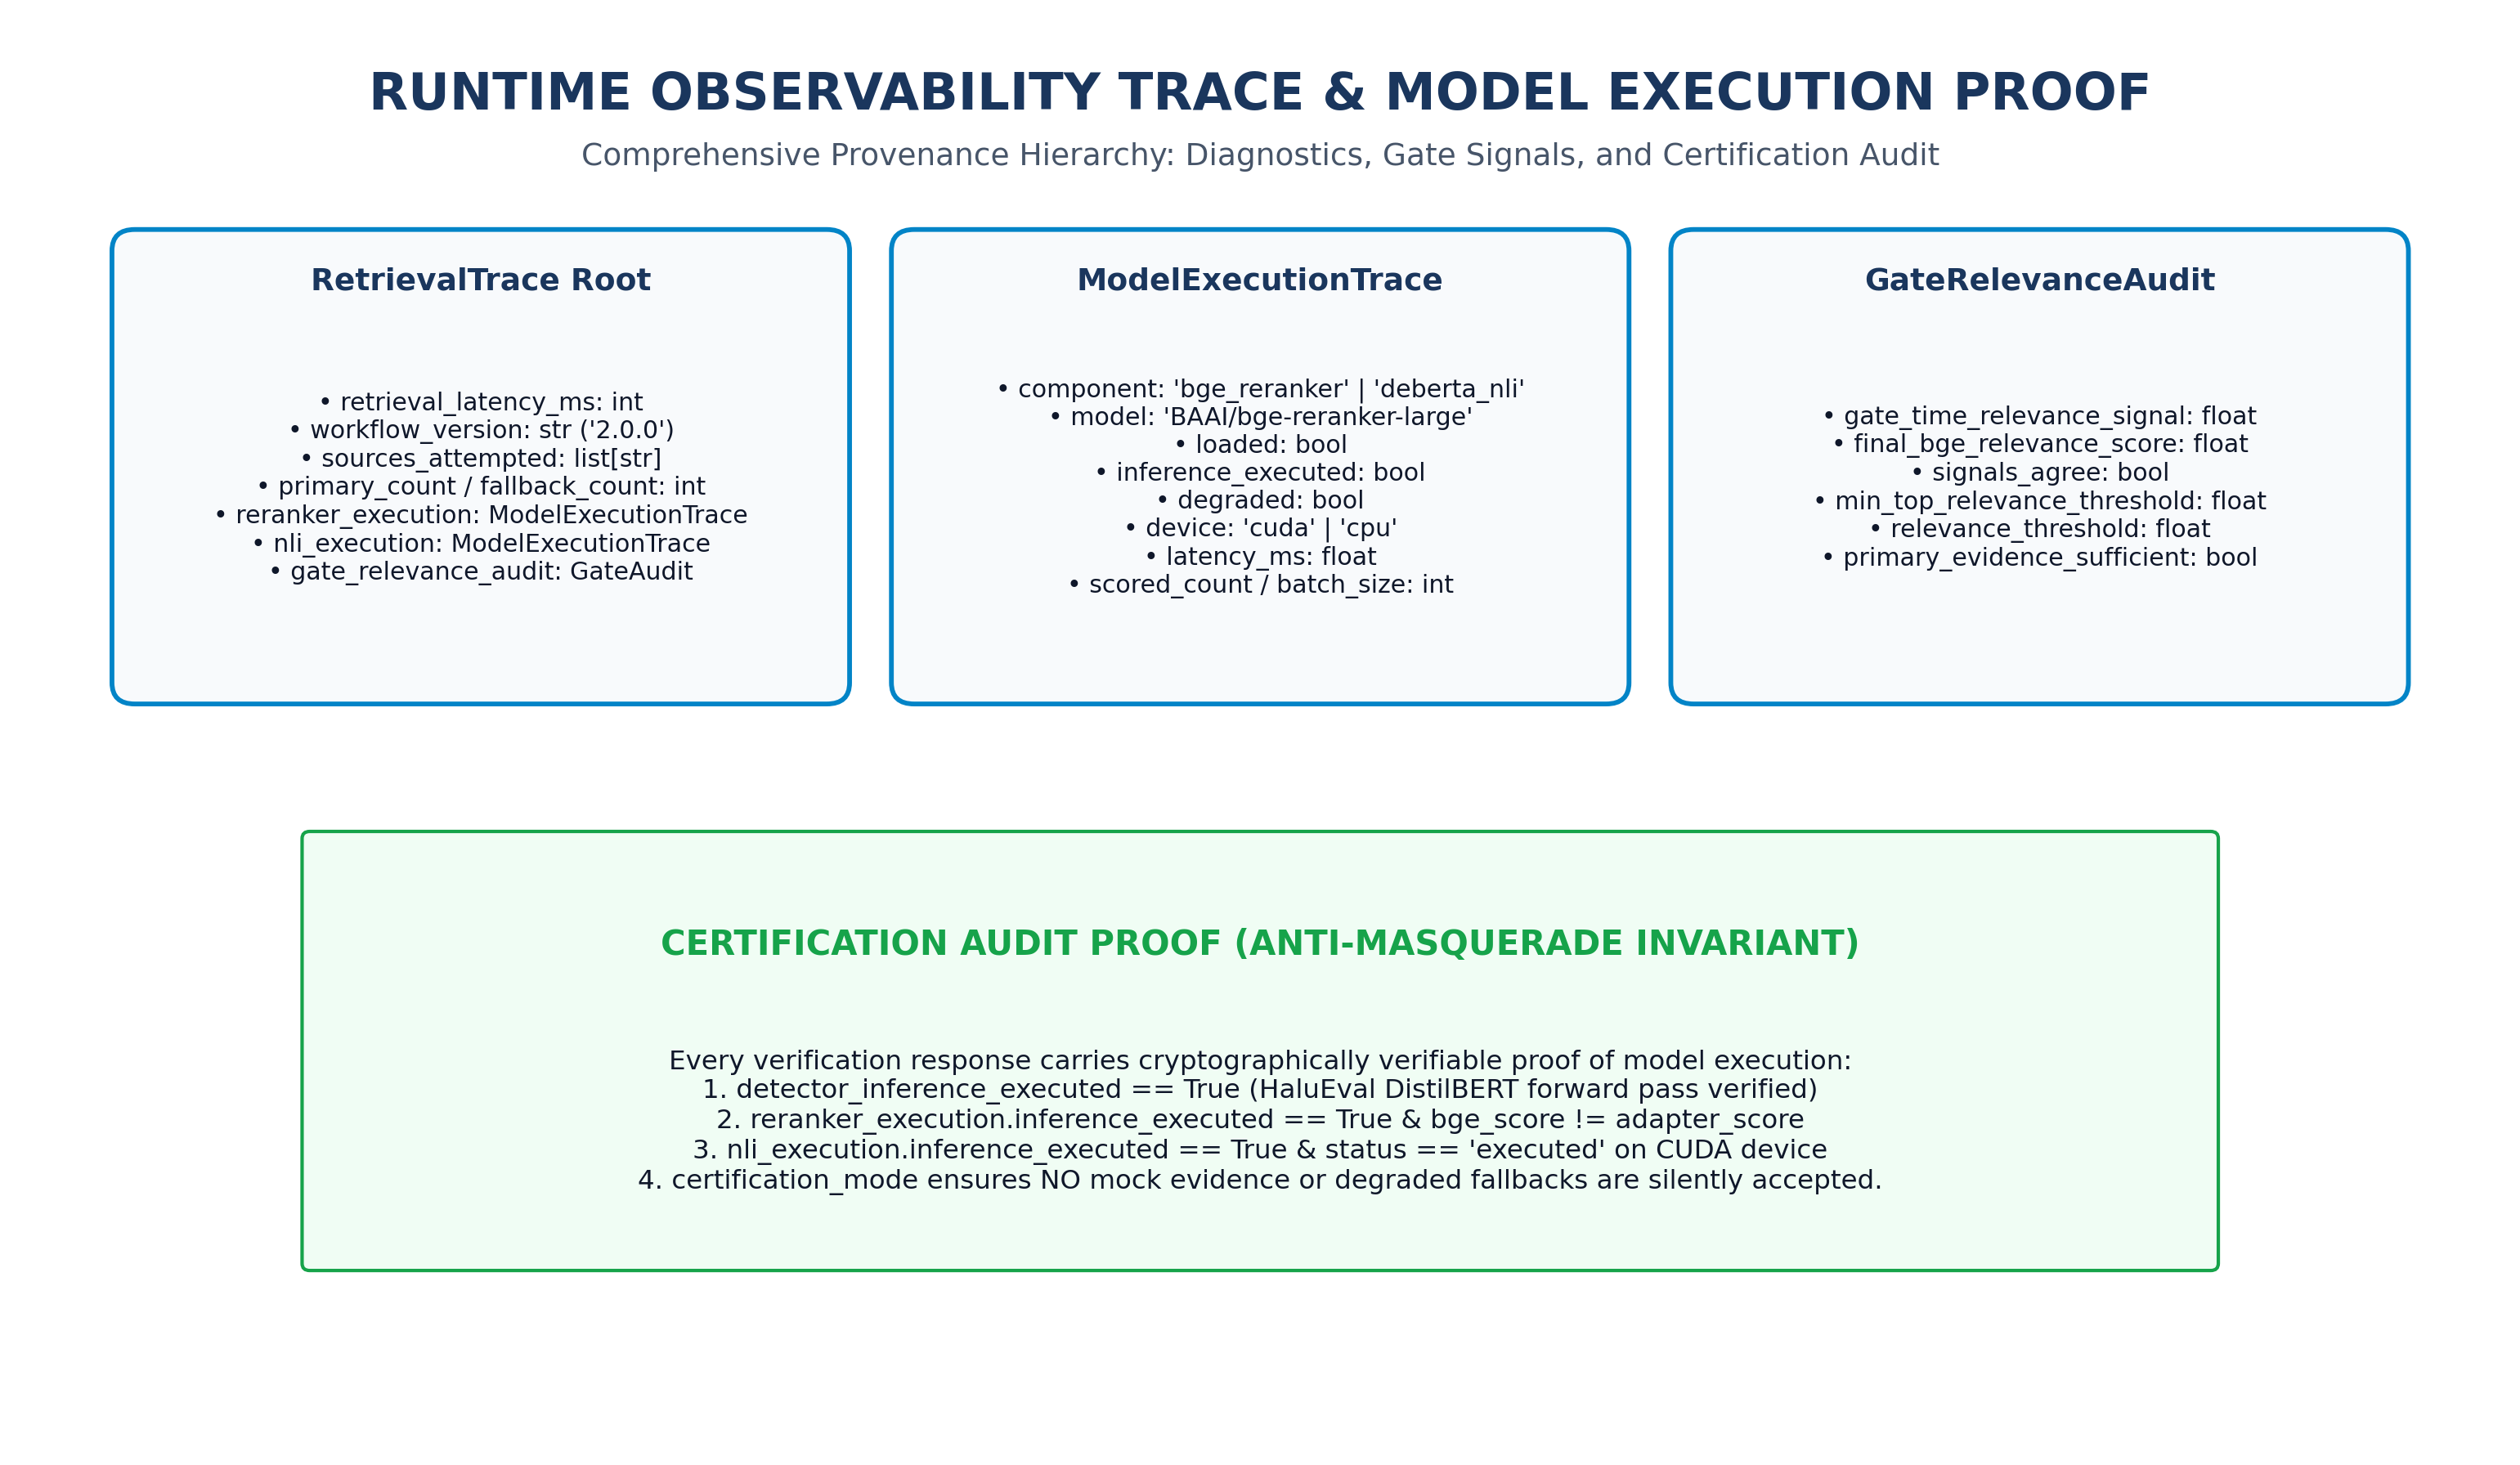 RUNTIME OBSERVABILITY TRACE & MODEL EXECUTION PROOF
Comprehensive Provenance Hierarchy: Diagnostics, Gate Signals, and Certification Audit
RetrievalTrace Root
• retrieval_latency_ms: int
• workflow_version: str ('2.0.0')
• sources_attempted: list[str]
• primary_count / fallback_count: int
• reranker_execution: ModelExecutionTrace
• nli_execution: ModelExecutionTrace
• gate_relevance_audit: GateAudit
ModelExecutionTrace
• component: 'bge_reranker' | 'deberta_nli'
• model: 'BAAI/bge-reranker-large'
• loaded: bool
• inference_executed: bool
• degraded: bool
• device: 'cuda' | 'cpu'
• latency_ms: float
• scored_count / batch_size: int
GateRelevanceAudit
• gate_time_relevance_signal: float
• final_bge_relevance_score: float
• signals_agree: bool
• min_top_relevance_threshold: float
• relevance_threshold: float
• primary_evidence_sufficient: bool
CERTIFICATION AUDIT PROOF (ANTI-MASQUERADE INVARIANT)
Every verification response carries cryptographically verifiable proof of model execution:
1. detector_inference_executed == True (HaluEval DistilBERT forward pass verified)
2. reranker_execution.inference_executed == True & bge_score != adapter_score
3. nli_execution.inference_executed == True & status == 'executed' on CUDA device
4. certification_mode ensures NO mock evidence or degraded fallbacks are silently accepted.